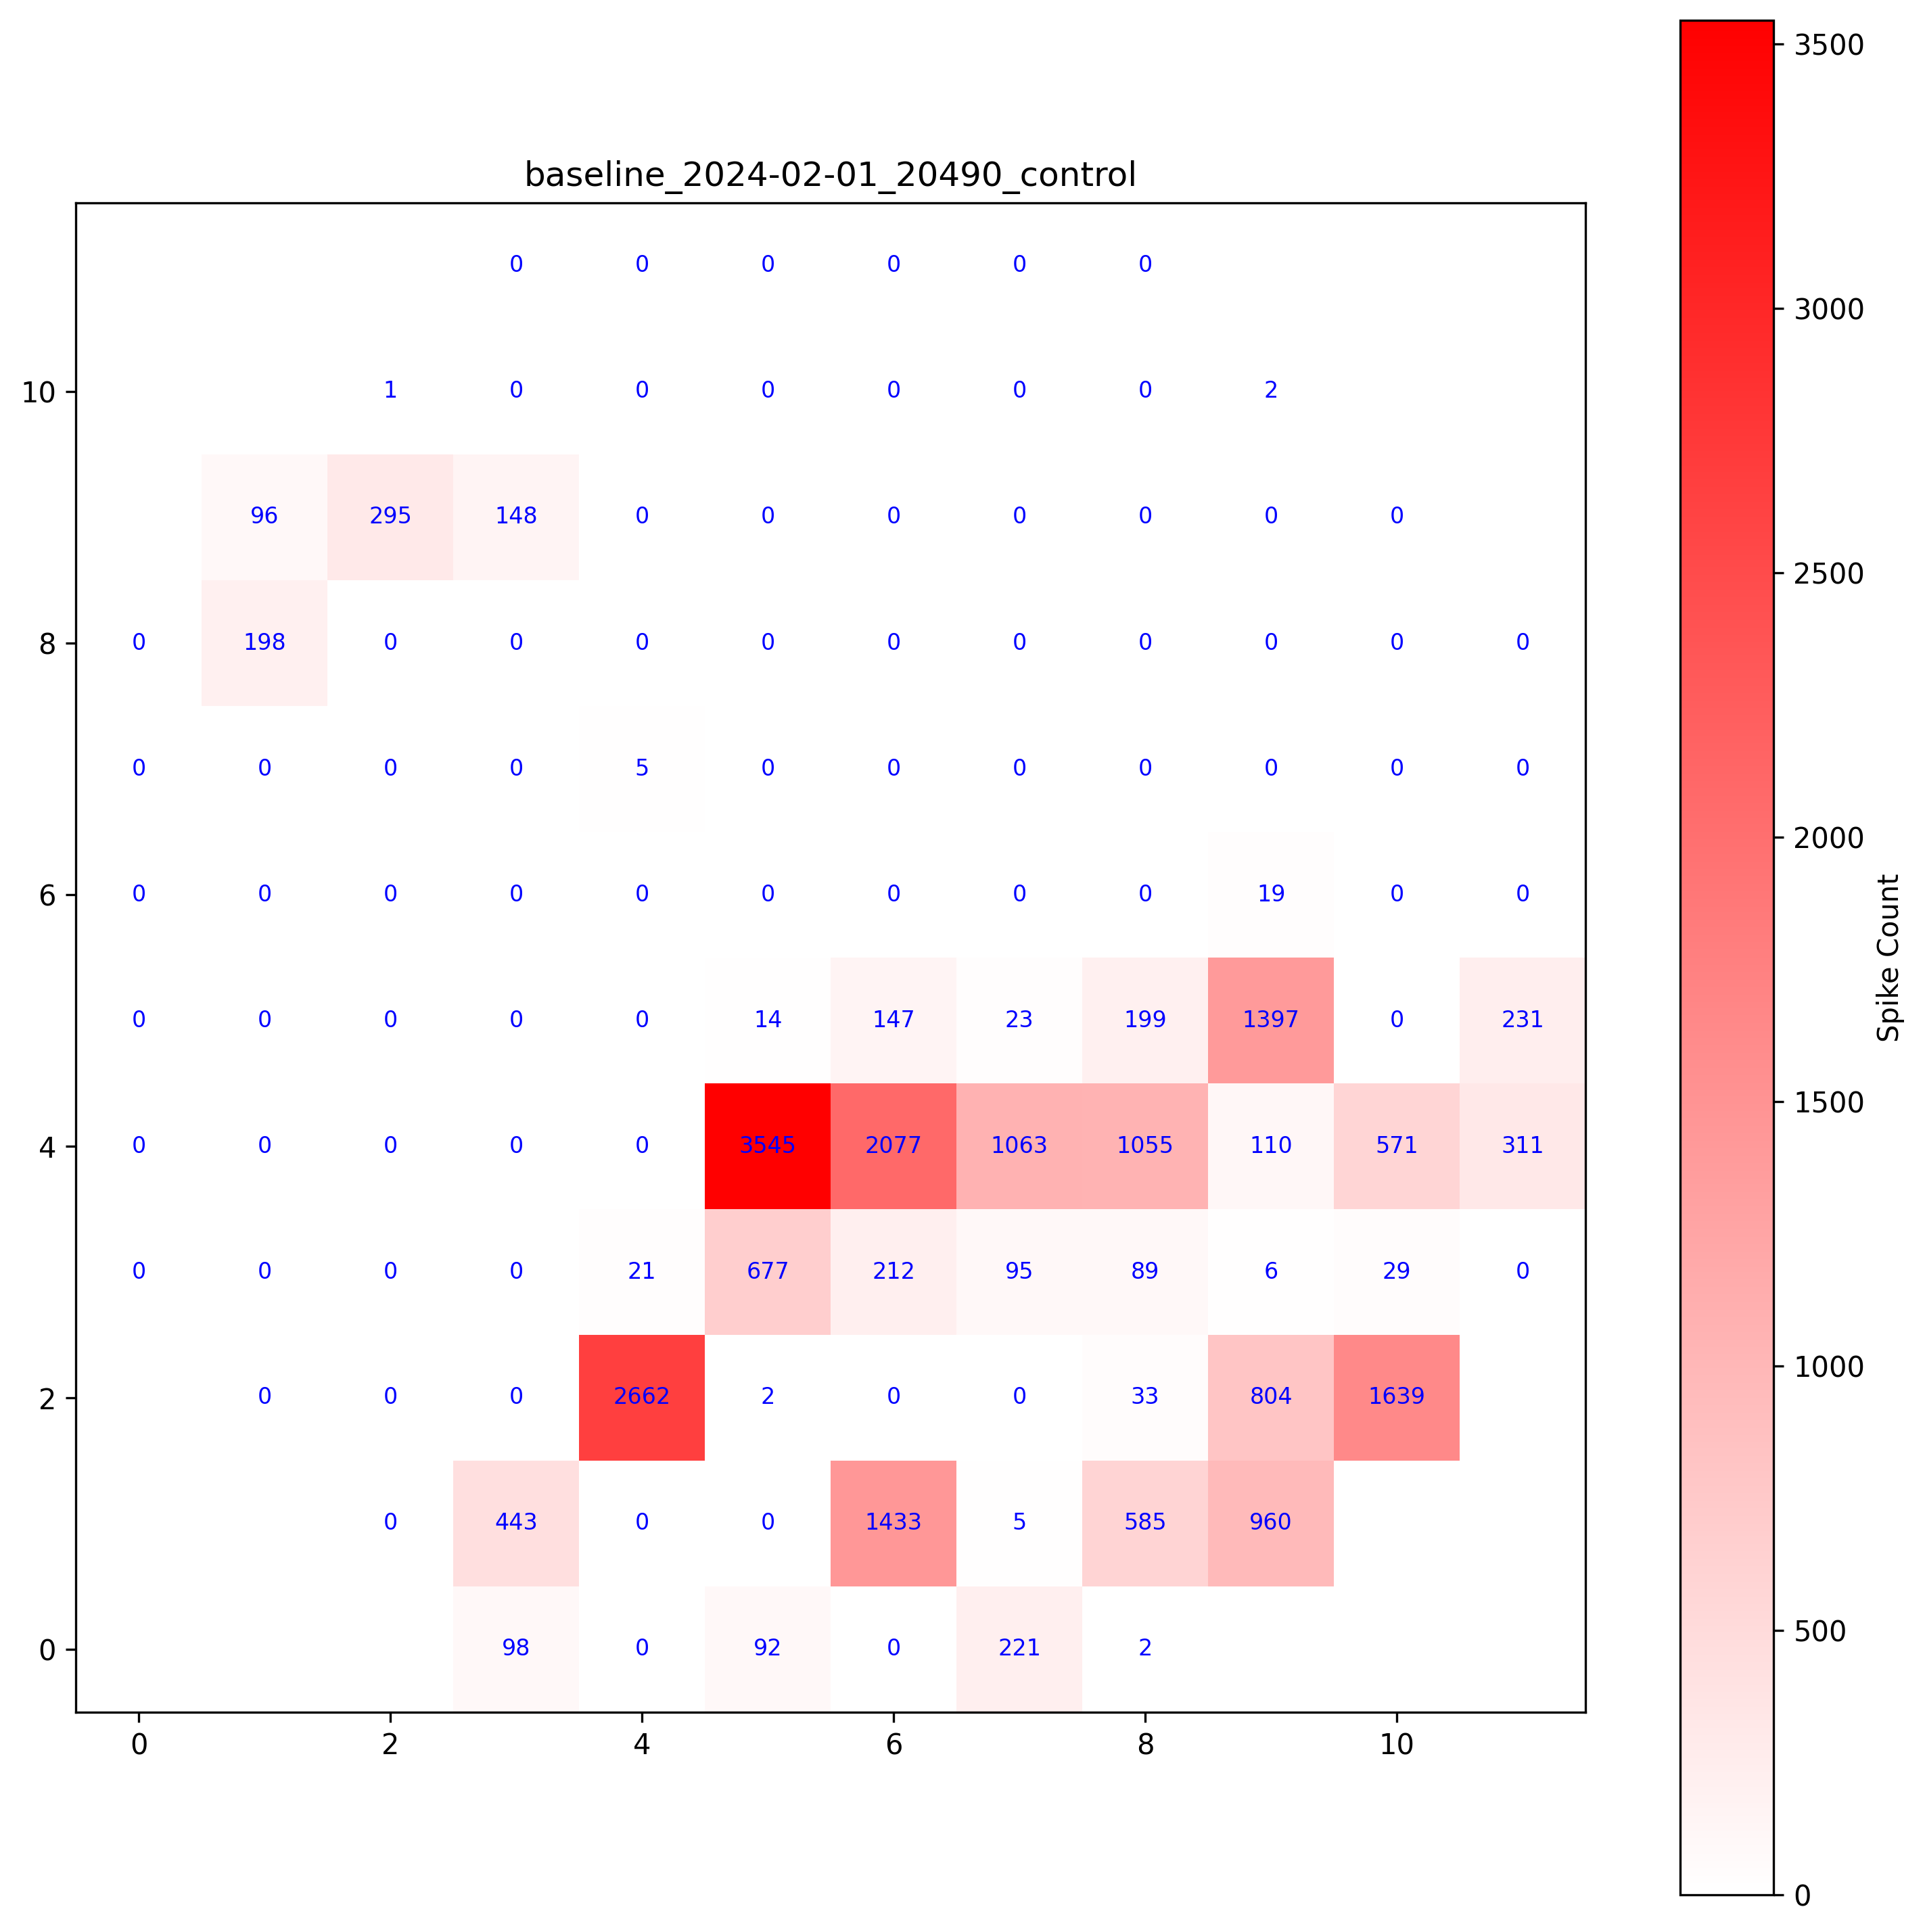 baseline_2024-02-01_20490_control
0 0 0 0 0 0
10 1 0 0 0 0 0 0 2
96 295 148 0 0 0 0 0 0 0
8 0 198 0 0 0 0 0 0 0 0 0 0
0 0 0 0 5 0 0 0 0 0 0 0
6 0 0 0 0 0 0 0 0 0 19 0 0
0 0 0 0 0 14 147 23 199 1397 0 231
4 0 0 0 0 0 3545 2077 1063 1055 110 571 311
0 0 0 0 21 677 212 95 89 6 29 0
2 0 0 0 2662 2 0 0 33 804 1639
0 443 0 0 1433 5 585 960
0 98 0 92 0 221 2
0 2 4 6 8 10
3500
3000
2500
2000
1500
1000
500
0
Spike Count